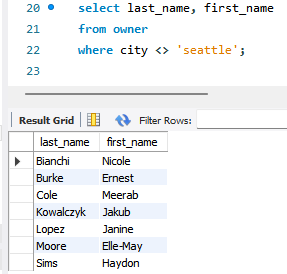 20 select last_name, first_name
21 from owner
22 where city <> 'seattle';
23
Result Grid Filter Rows:
last_name first_name
Bianchi Nicole
Burke Ernest
Cole Meerab
Kowalczyk Jakub
Lopez Janine
Moore Elle-May
Sims Haydon